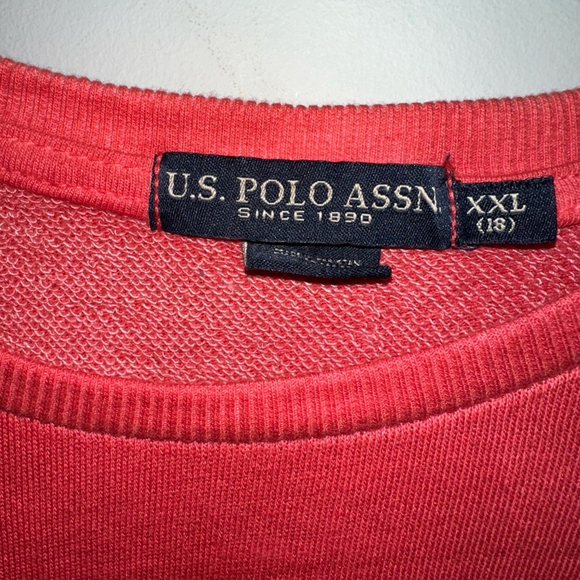 U.S. POLO ASSN.
SINCE 1890
XXL
(18)